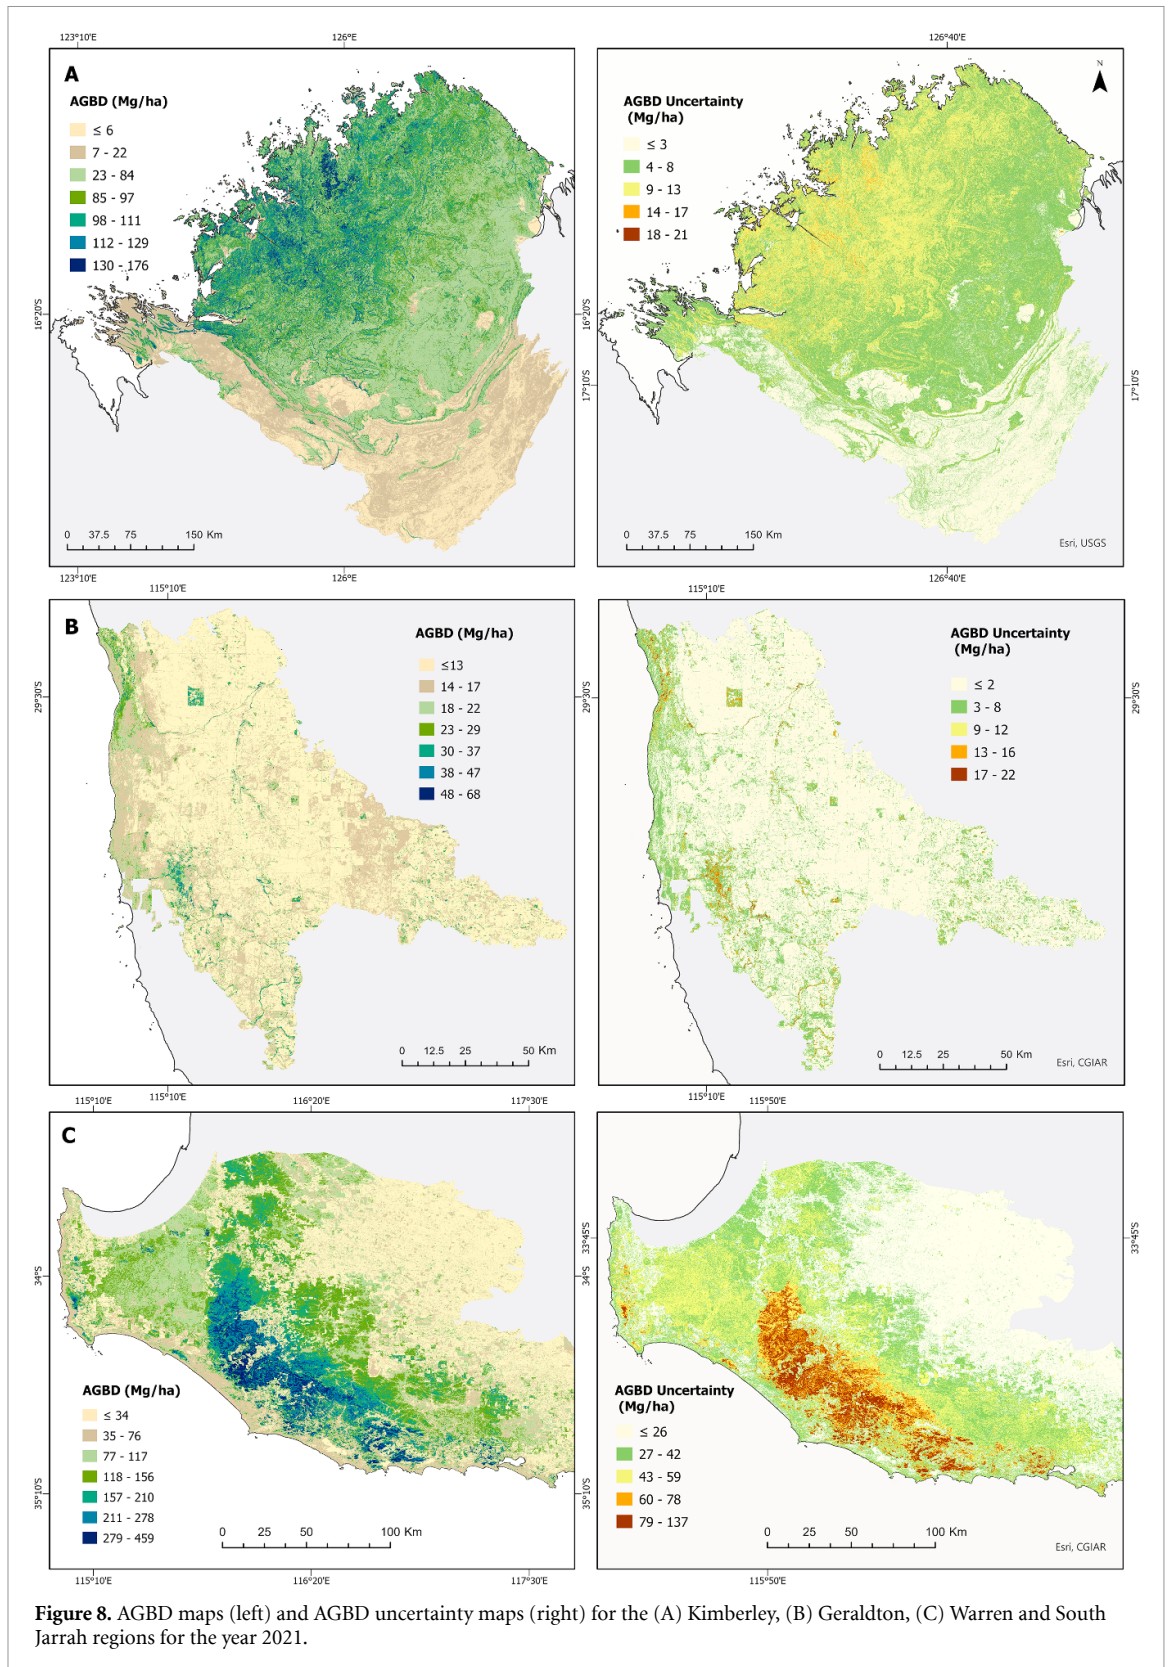 123°10'E 126°E 126°40'E
A
AGBD (Mg/ha)
≤ 6
7 - 22
23 - 84
85 - 97
98 - 111
112 - 129
130 - 176
16°20'S
0 37.5 75 150 Km
123°10'E 126°E
N
AGBD Uncertainty
(Mg/ha)
≤ 3
4 - 8
9 - 13
14 - 17
18 - 21
16°20'S
17°10'S
17°10'S
0 37.5 75 150 Km
Esri, USGS
126°40'E
115°10'E 115°10'E
B
AGBD (Mg/ha)
≤13
14 - 17
18 - 22
23 - 29
30 - 37
38 - 47
48 - 68
29°30'S
0 12.5 25 50 Km
115°10'E
AGBD Uncertainty
(Mg/ha)
≤ 2
3 - 8
9 - 12
13 - 16
17 - 22
29°30'S
0 12.5 25 50 Km
Esri, CGIAR
115°10'E
115°10'E 116°20'E 117°30'E 115°50'E
C
34°S
33°45'S
33°45'S
AGBD (Mg/ha)
≤ 34
35 - 76
77 - 117
118 - 156
157 - 210
211 - 278
279 - 459
35°10'S
35°10'S
0 25 50 100 Km
115°10'E 116°20'E 117°30'E
AGBD Uncertainty
(Mg/ha)
≤ 26
27 - 42
43 - 59
60 - 78
79 - 137
0 25 50 100 Km
Esri, CGIAR
115°50'E
Figure 8. AGBD maps (left) and AGBD uncertainty maps (right) for the (A) Kimberley, (B) Geraldton, (C) Warren and South
Jarrah regions for the year 2021.